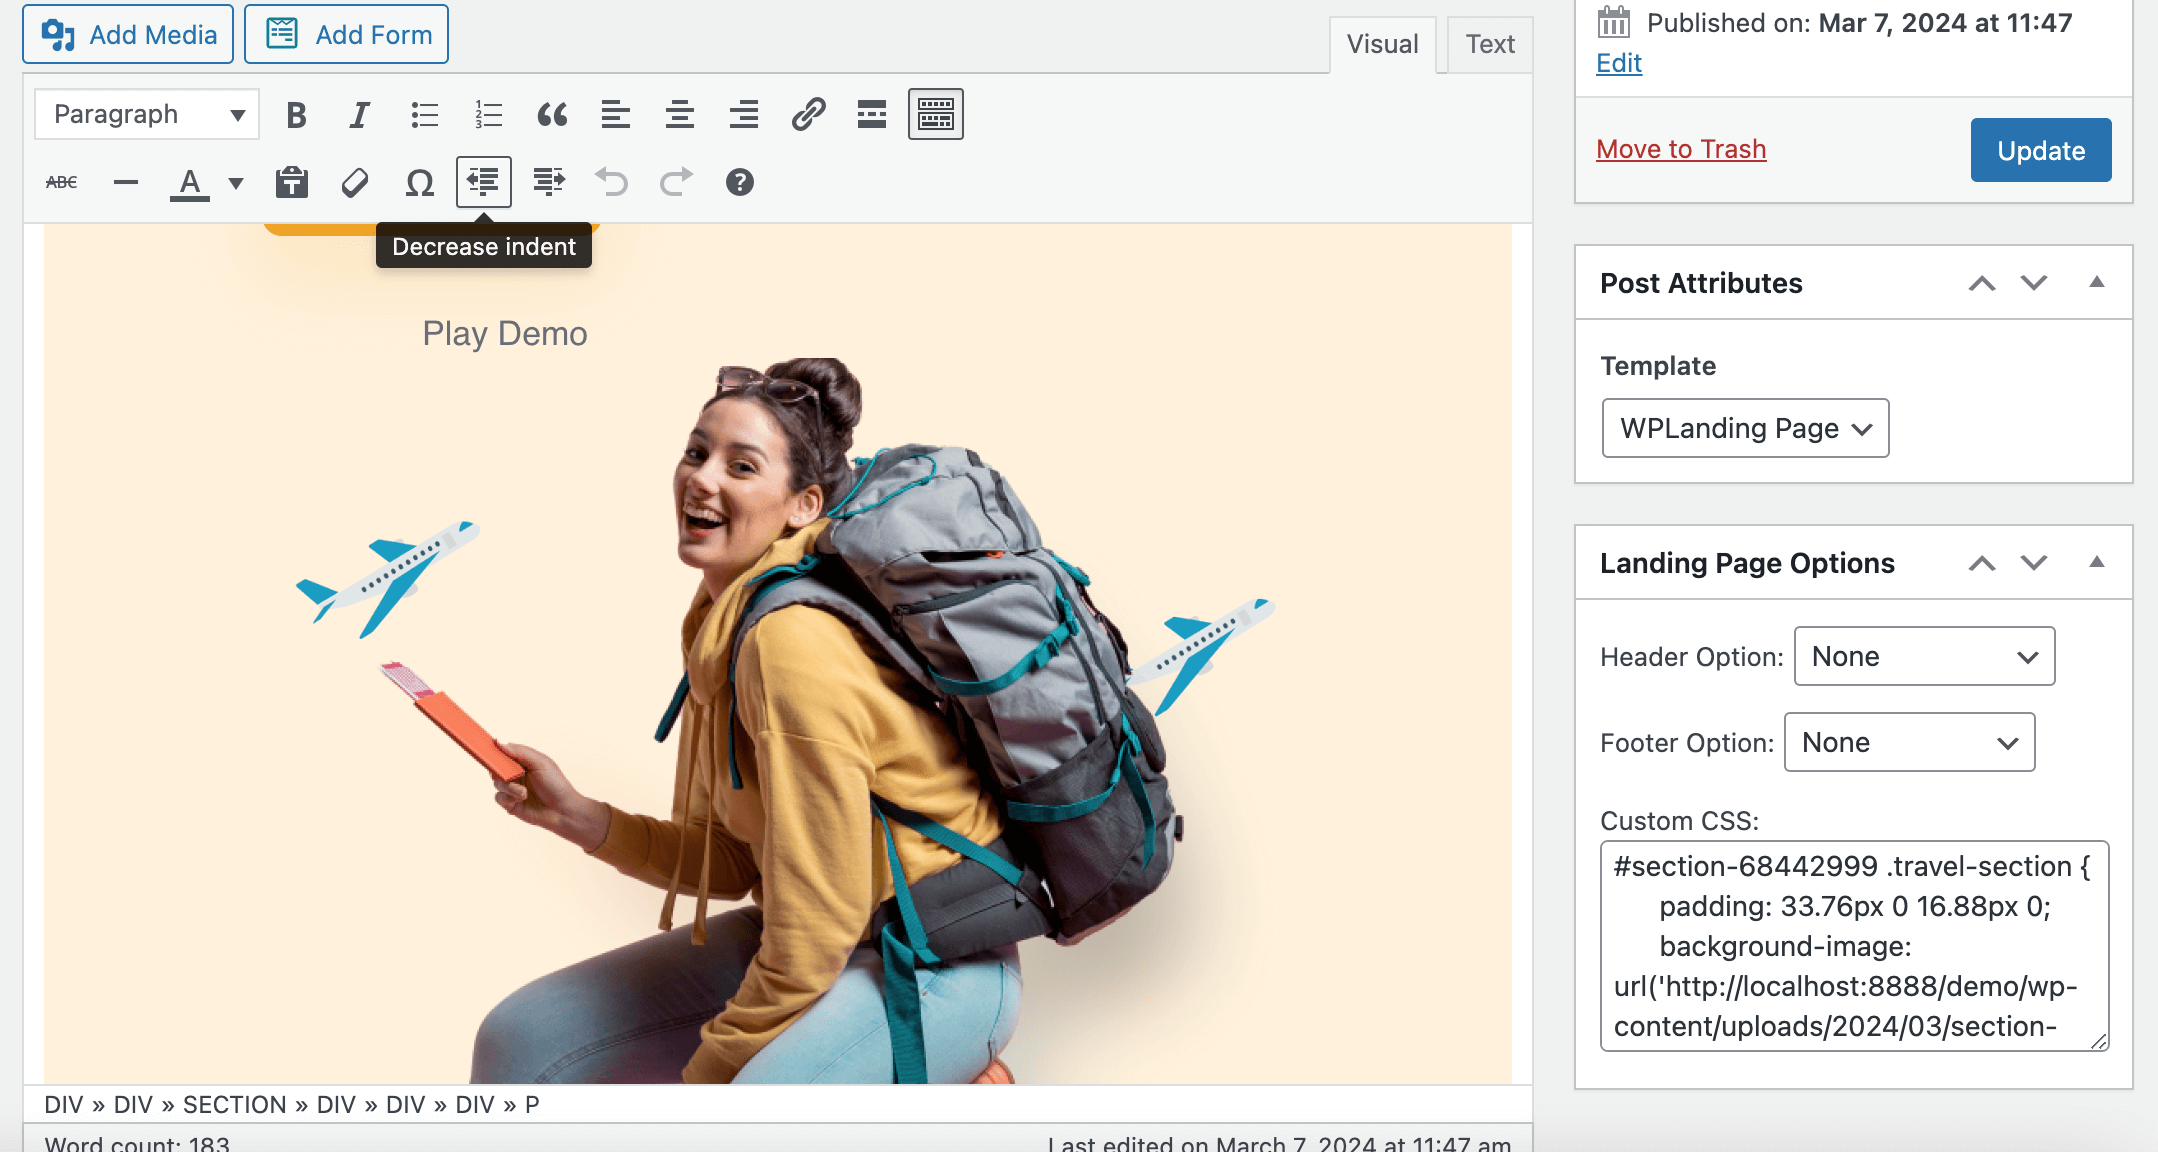 Add Media
Add Form
Visual
Text
Paragraph
B
I
1
2
3
ABC
A
T
Ω
?
Decrease indent
Play Demo
DIV » DIV » SECTION » DIV » DIV » DIV » P
Word count: 183
Last edited on March 7, 2024 at 11:47 am
Published on: Mar 7, 2024 at 11:47
Edit
Move to Trash
Update
Post Attributes
Template
WPLanding Page
Landing Page Options
Header Option: None
Footer Option: None
Custom CSS:
#section-68442999 .travel-section {
padding: 33.76px 0 16.88px 0;
background-image:
url('http://localhost:8888/demo/wp-
content/uploads/2024/03/section-